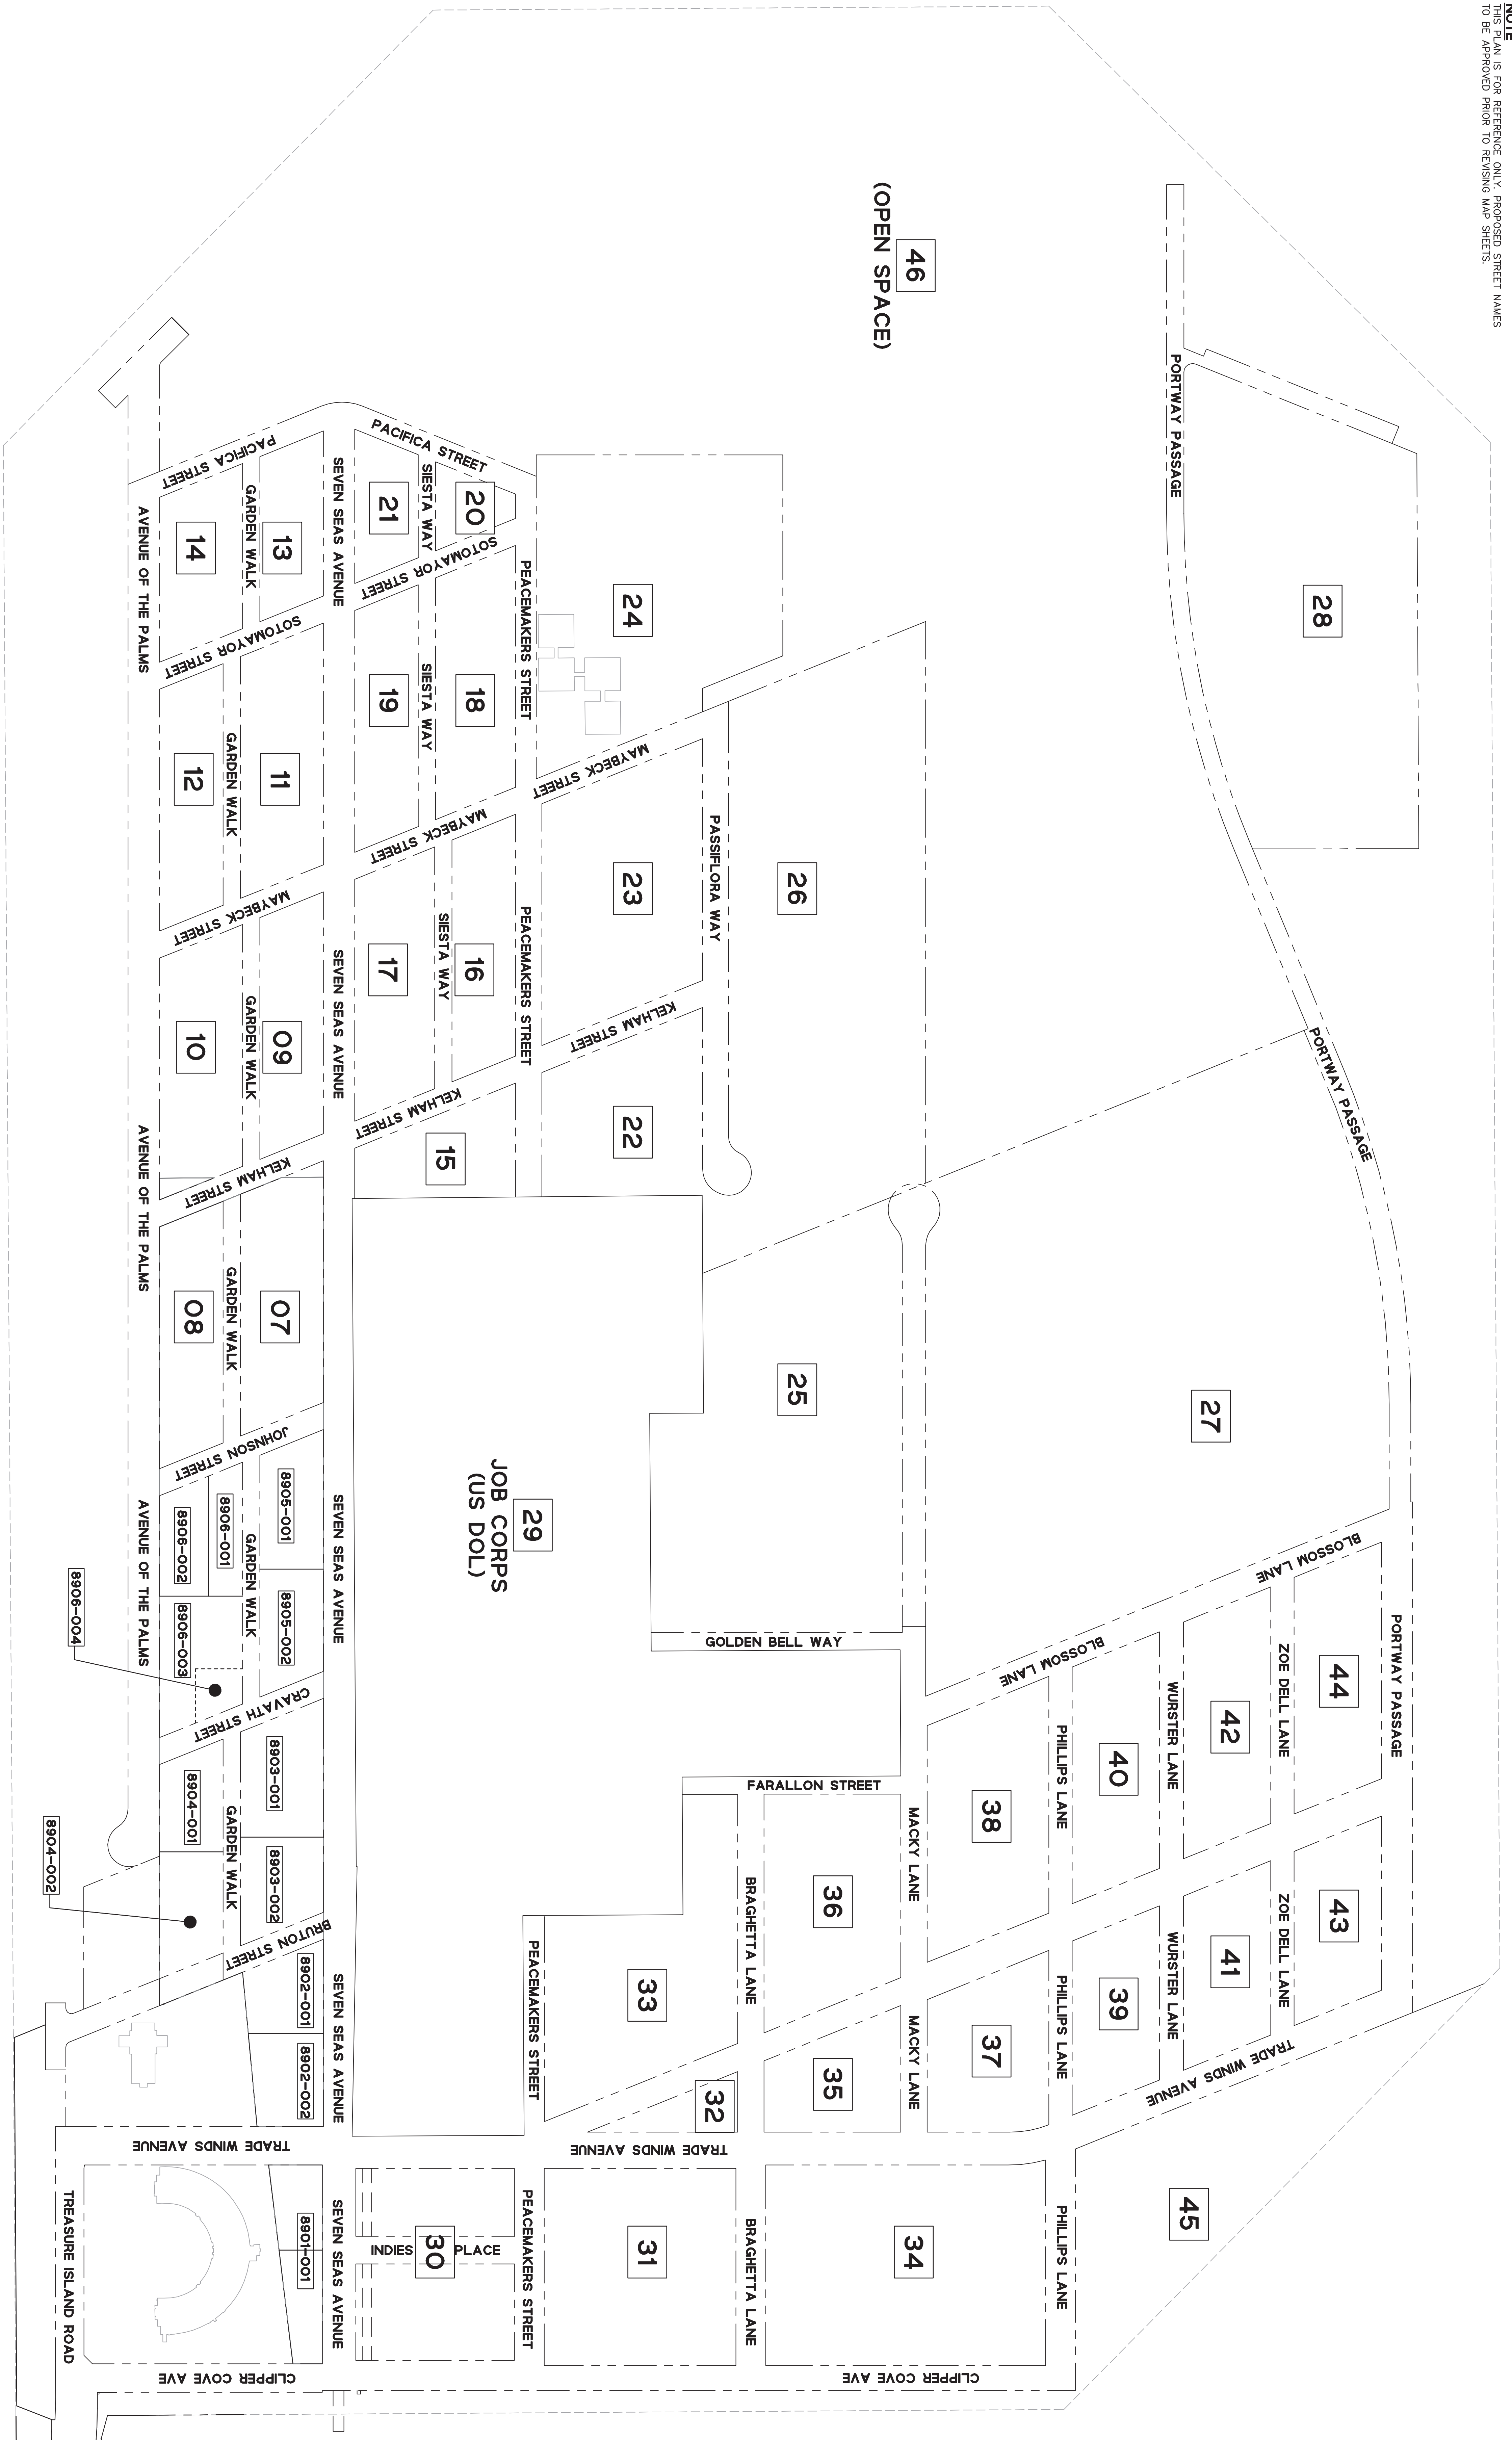 NOTE
THIS PLAN IS FOR REFERENCE ONLY. PROPOSED STREET NAMES
TO BE APPROVED PRIOR TO REVISING MAP SHEETS.
46
(OPEN SPACE)
PORTWAY PASSAGE
28
PACIFICA STREET
PACIFICA STREET
AVENUE OF THE PALMS
14
GARDEN WALK
13
SEVEN SEAS AVENUE
21
SIESTA WAY
20
SOTOMAYOR STREET
SOTOMAYOR STREET
PEACEMAKERS STREET
24
12
GARDEN WALK
11
19
SIESTA WAY
18
MAYBECK STREET
MAYBECK STREET
MAYBECK STREET
PASSIFLORA WAY
23
26
10
GARDEN WALK
09
SEVEN SEAS AVENUE
17
SIESTA WAY
16
PEACEMAKERS STREET
KELHAM STREET
KELHAM STREET
KELHAM STREET
15
22
PORTWAY PASSAGE
AVENUE OF THE PALMS
08
GARDEN WALK
07
25
27
JOHNSON STREET
29
JOB CORPS
(US DOL)
8905-001
8906-001
8906-002
GARDEN WALK
SEVEN SEAS AVENUE
AVENUE OF THE PALMS
8905-002
8906-003
8906-004
CRAVATH STREET
GOLDEN BELL WAY
BLOSSOM LANE
BLOSSOM LANE
PORTWAY PASSAGE
44
ZOE DELL LANE
42
WURSTER LANE
40
PHILLIPS LANE
38
FARALLON STREET
8903-001
8904-001
GARDEN WALK
8903-002
8904-002
BRUTON STREET
MACKY LANE
36
BRAGHETTA LANE
43
ZOE DELL LANE
41
WURSTER LANE
39
PHILLIPS LANE
37
MACKY LANE
35
33
32
PEACEMAKERS STREET
SEVEN SEAS AVENUE
8902-001
8902-002
TRADE WINDS AVENUE
TRADE WINDS AVENUE
TRADE WINDS AVENUE
45
TREASURE ISLAND ROAD
8901-001
SEVEN SEAS AVENUE
INDIES PLACE
30
PEACEMAKERS STREET
31
BRAGHETTA LANE
34
PHILLIPS LANE
CLIPPER COVE AVE
CLIPPER COVE AVE